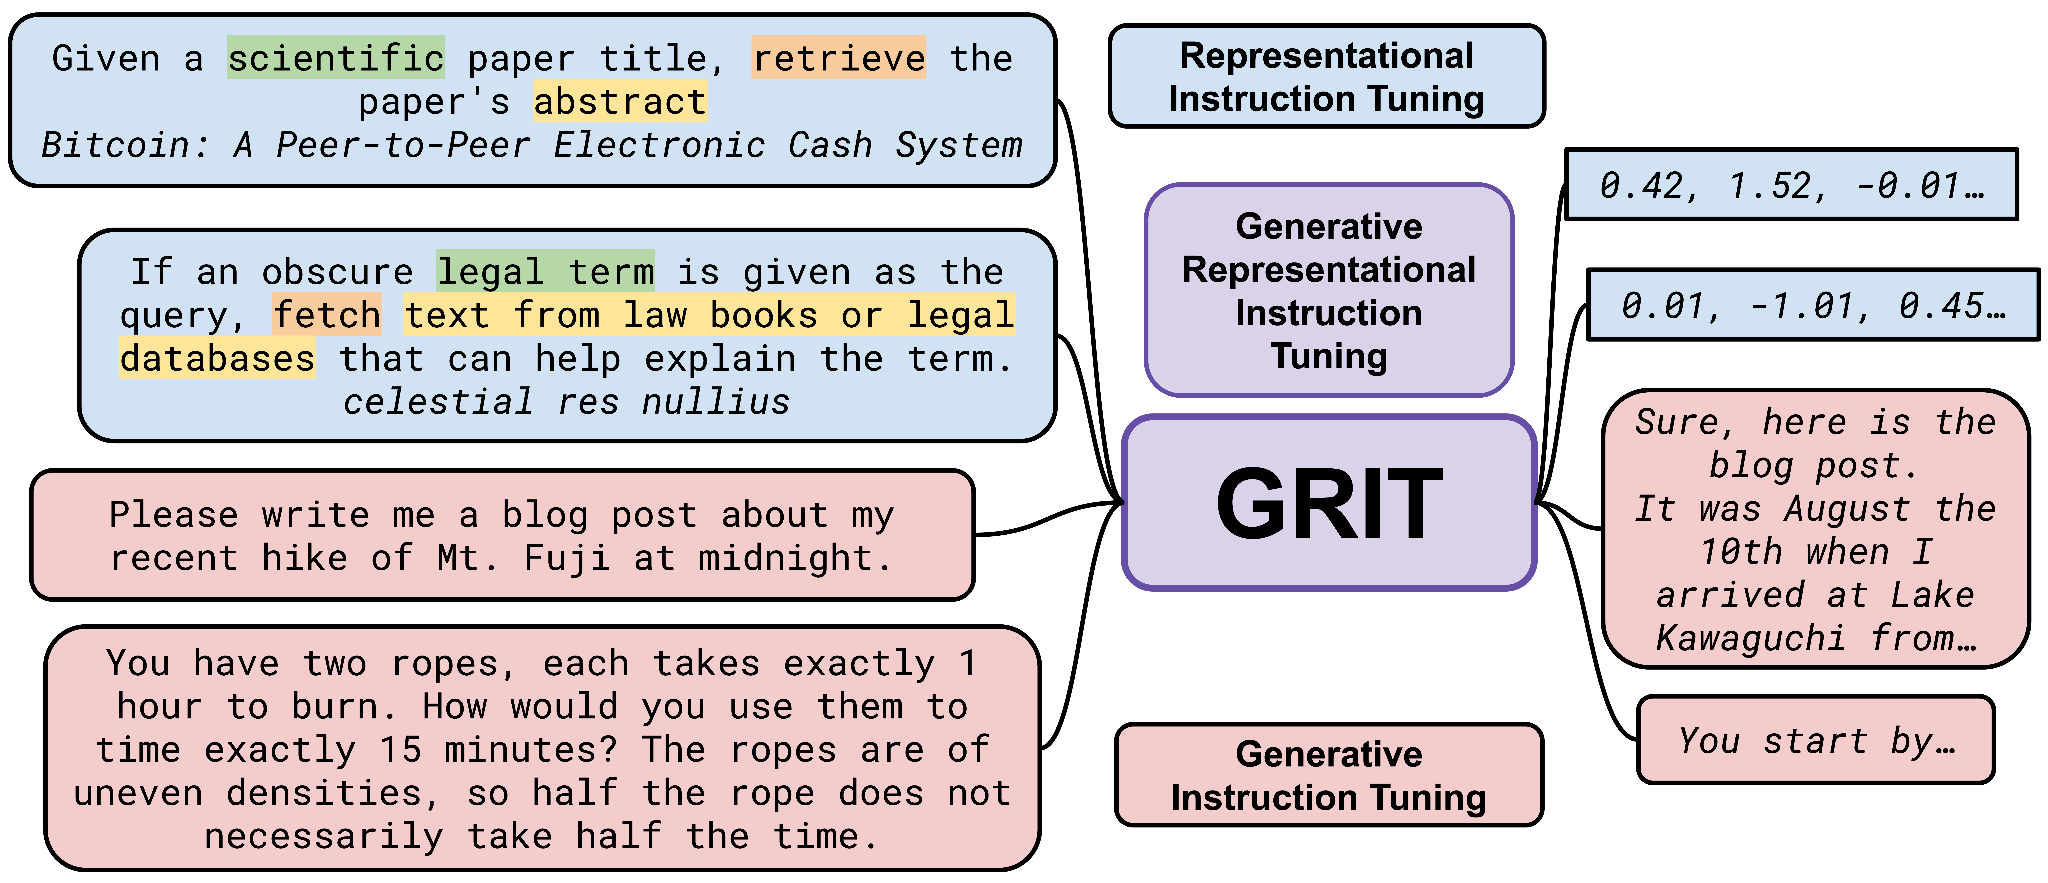 Given a scientific paper title, retrieve the
paper's abstract
Bitcoin: A Peer-to-Peer Electronic Cash System
If an obscure legal term is given as the
query, fetch text from law books or legal
databases that can help explain the term.
celestial res nullius
Please write me a blog post about my
recent hike of Mt. Fuji at midnight.
You have two ropes, each takes exactly 1
hour to burn. How would you use them to
time exactly 15 minutes? The ropes are of
uneven densities, so half the rope does not
necessarily take half the time.
Representational
Instruction Tuning
Generative
Representational
Instruction
Tuning
GRIT
Generative
Instruction Tuning
0.42, 1.52, -0.01…
0.01, -1.01, 0.45…
Sure, here is the
blog post.
It was August the
10th when I
arrived at Lake
Kawaguchi from…
You start by…